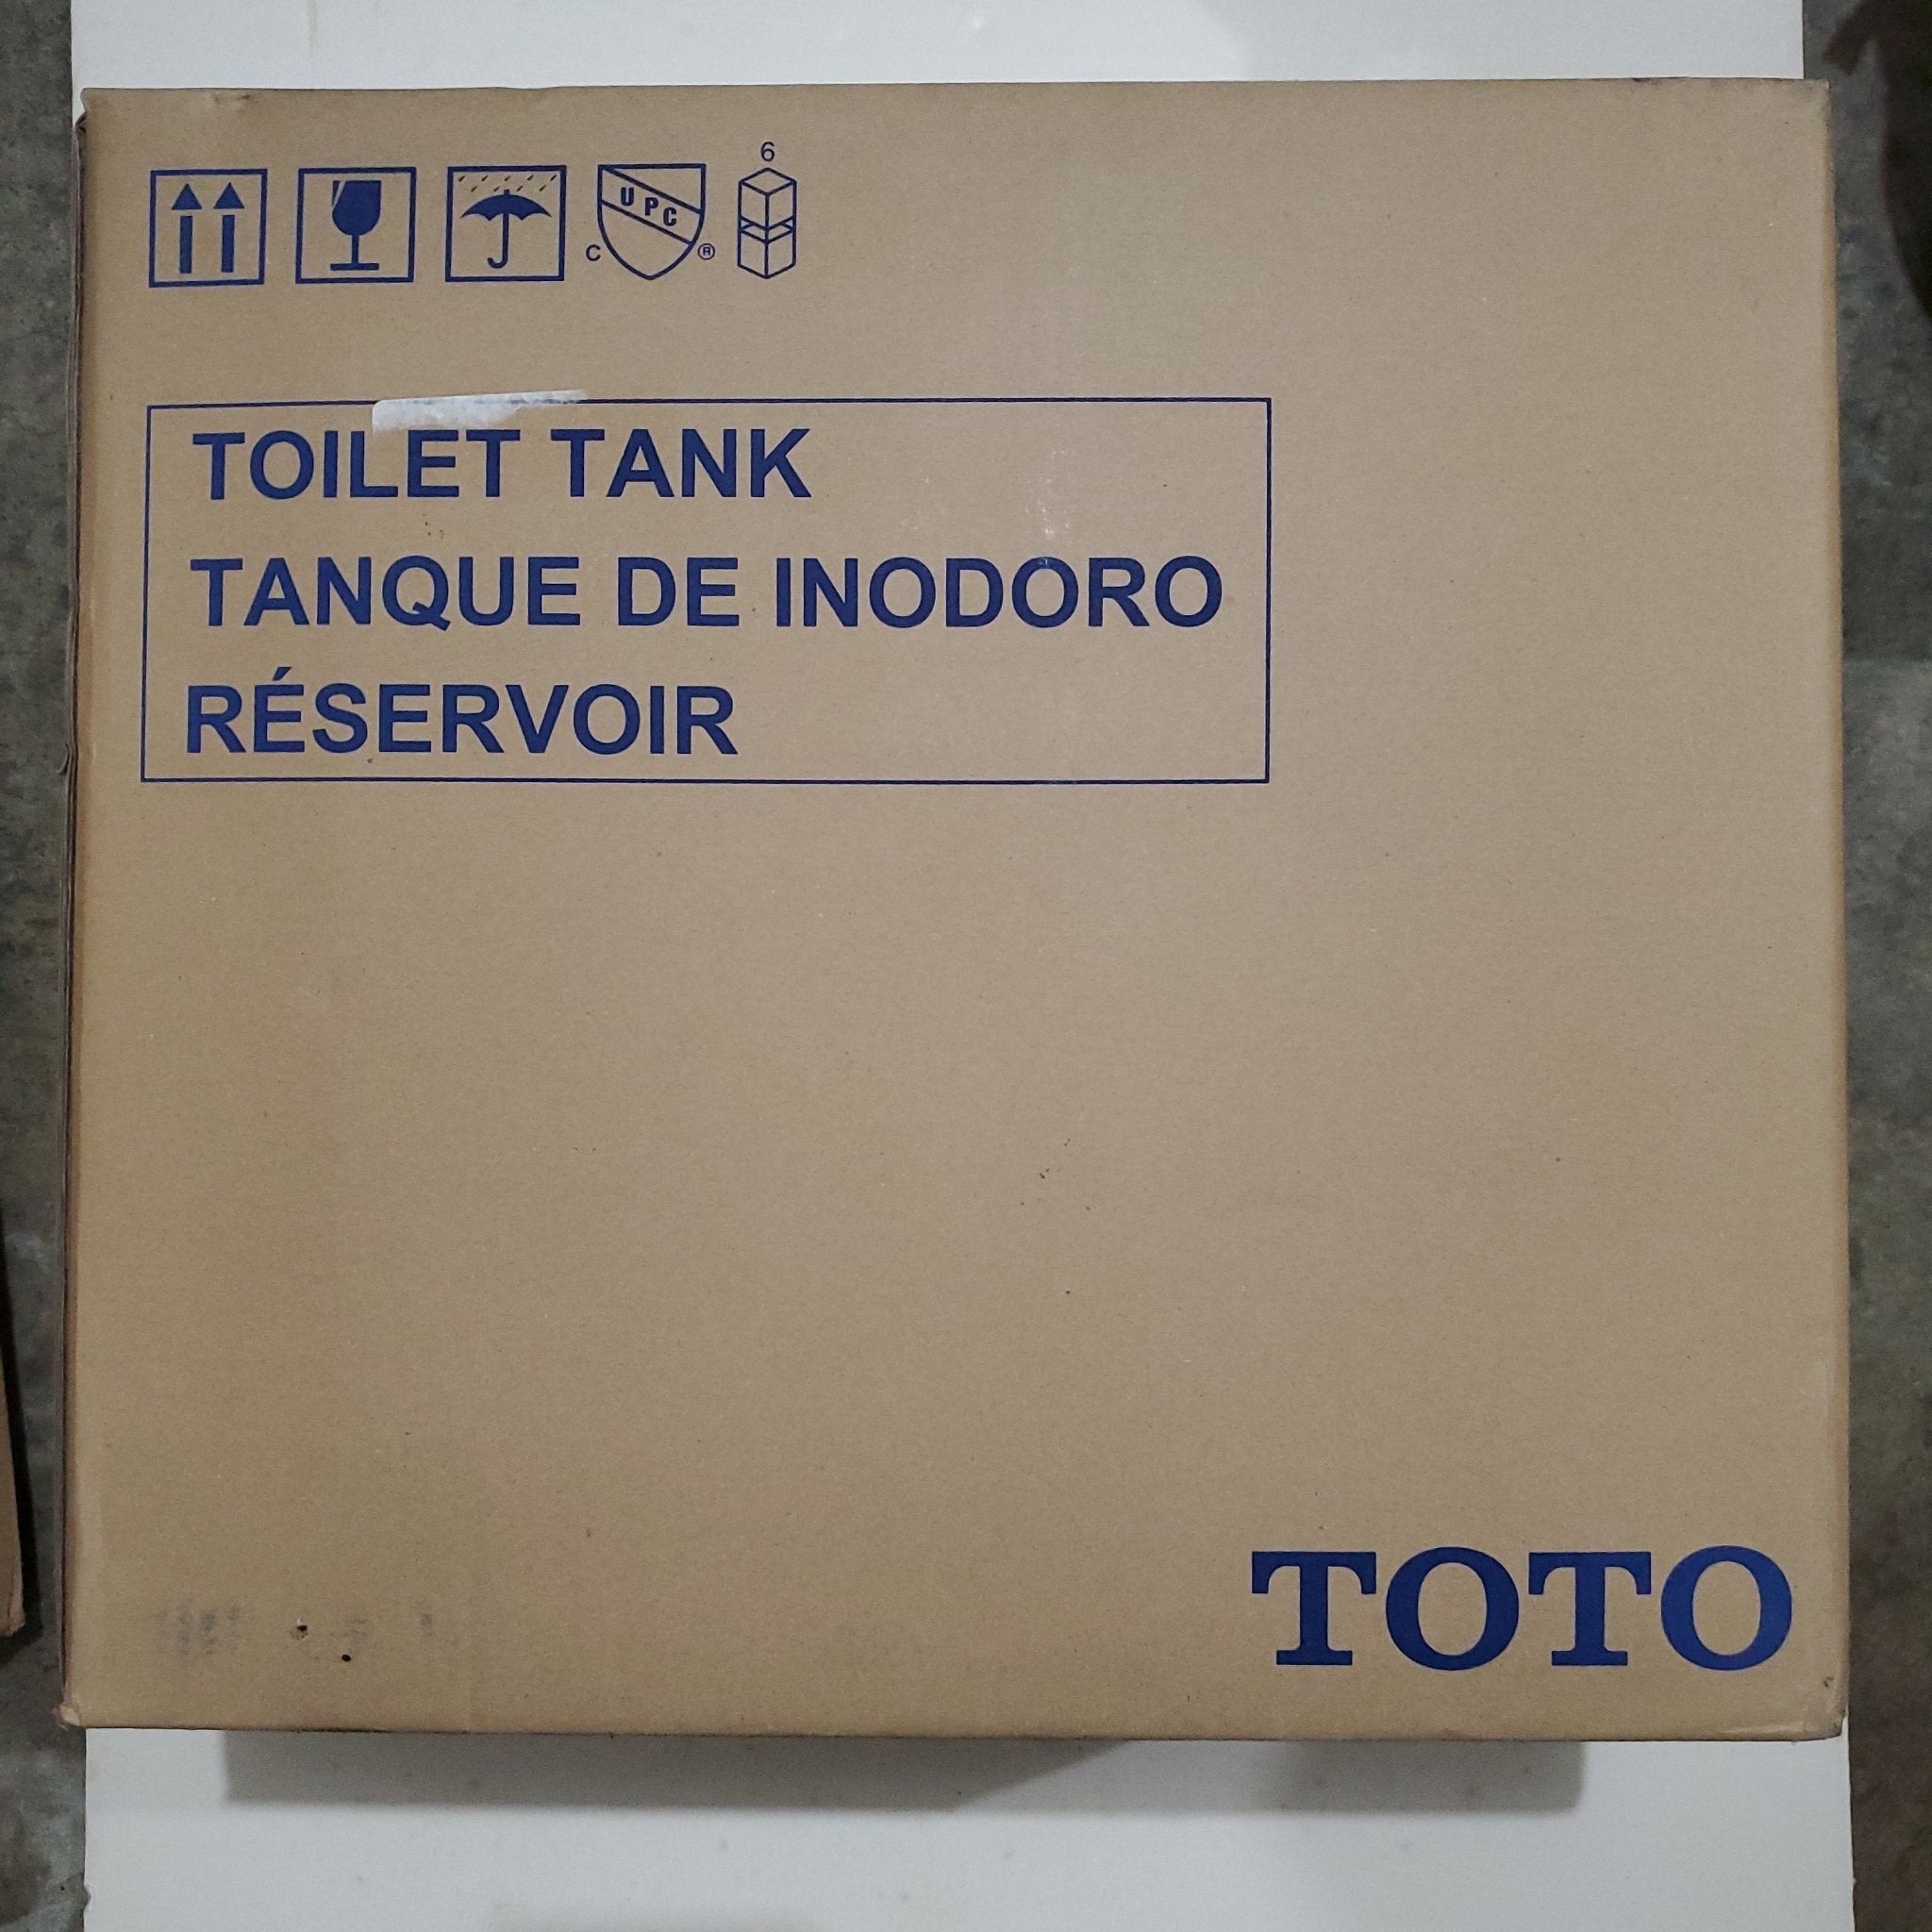 6
UPC
C ®
TOILET TANK
TANQUE DE INODORO
RÉSERVOIR
TOTO